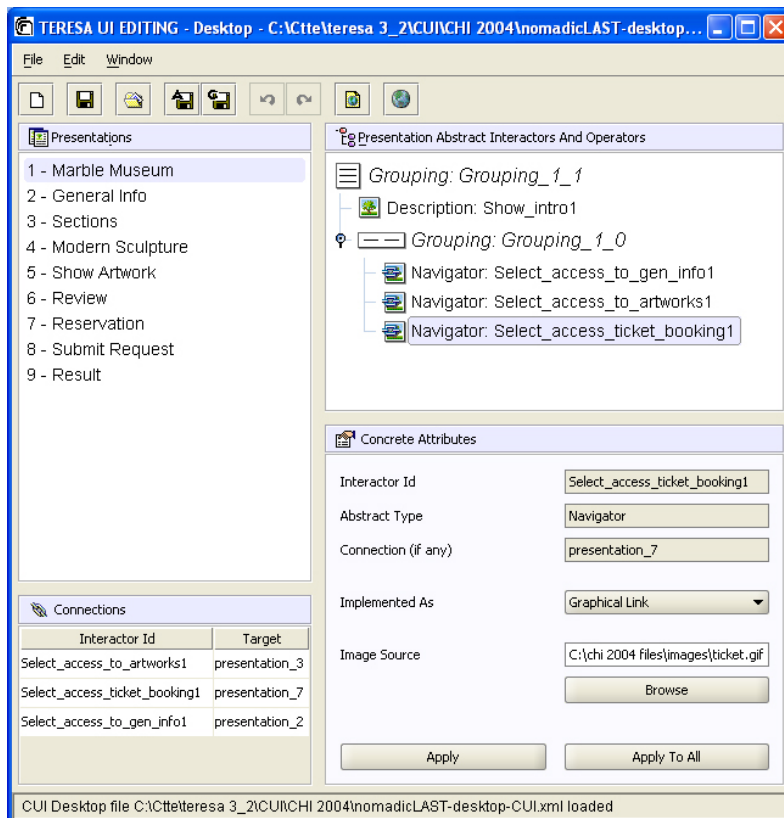 TERESA UI EDITING - Desktop - C:\Ctte\teresa 3_2\CUI\CHI 2004\nomadicLAST-desktop...
File Edit Window
Presentations
1 - Marble Museum
2 - General Info
3 - Sections
4 - Modern Sculpture
5 - Show Artwork
6 - Review
7 - Reservation
8 - Submit Request
9 - Result
Connections
Interactor Id Target
Select_access_to_artworks1 presentation_3
Select_access_ticket_booking1 presentation_7
Select_access_to_gen_info1 presentation_2
Presentation Abstract Interactors And Operators
Grouping: Grouping_1_1
Description: Show_intro1
Grouping: Grouping_1_0
Navigator: Select_access_to_gen_info1
Navigator: Select_access_to_artworks1
Navigator: Select_access_ticket_booking1
Concrete Attributes
Interactor Id Select_access_ticket_booking1
Abstract Type Navigator
Connection (if any) presentation_7
Implemented As Graphical Link
Image Source C:\chi 2004 files\images\ticket.gif
Browse
Apply Apply To All
CUI Desktop file C:\Ctte\teresa 3_2\CUI\CHI 2004\nomadicLAST-desktop-CUI.xml loaded